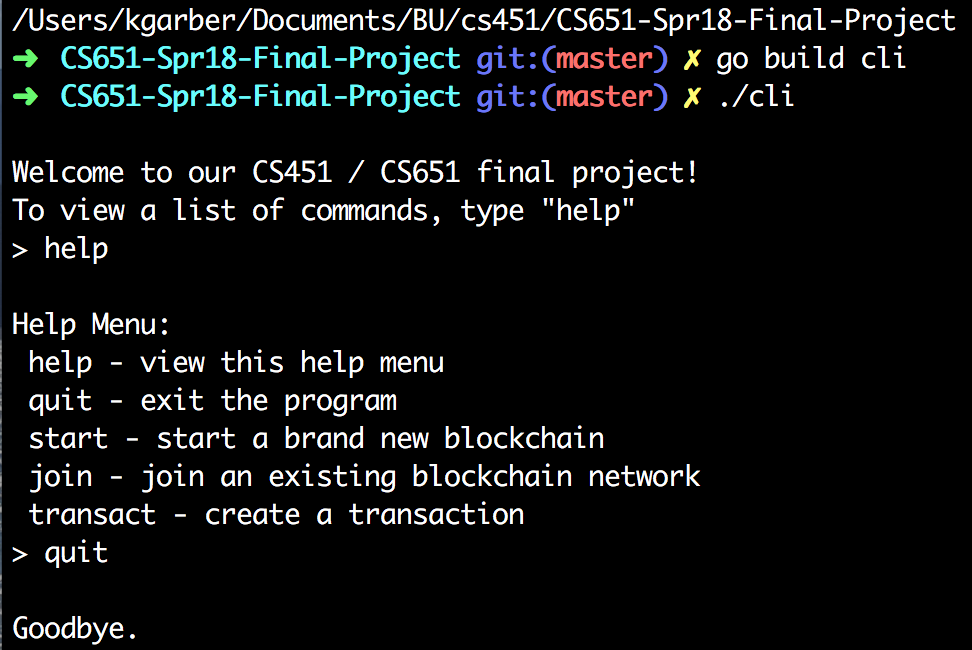 /Users/kgarber/Documents/BU/cs451/CS651-Spr18-Final-Project
➜ CS651-Spr18-Final-Project git:(master) ✗ go build cli
➜ CS651-Spr18-Final-Project git:(master) ✗ ./cli
Welcome to our CS451 / CS651 final project!
To view a list of commands, type "help"
> help
Help Menu:
help - view this help menu
quit - exit the program
start - start a brand new blockchain
join - join an existing blockchain network
transact - create a transaction
> quit
Goodbye.